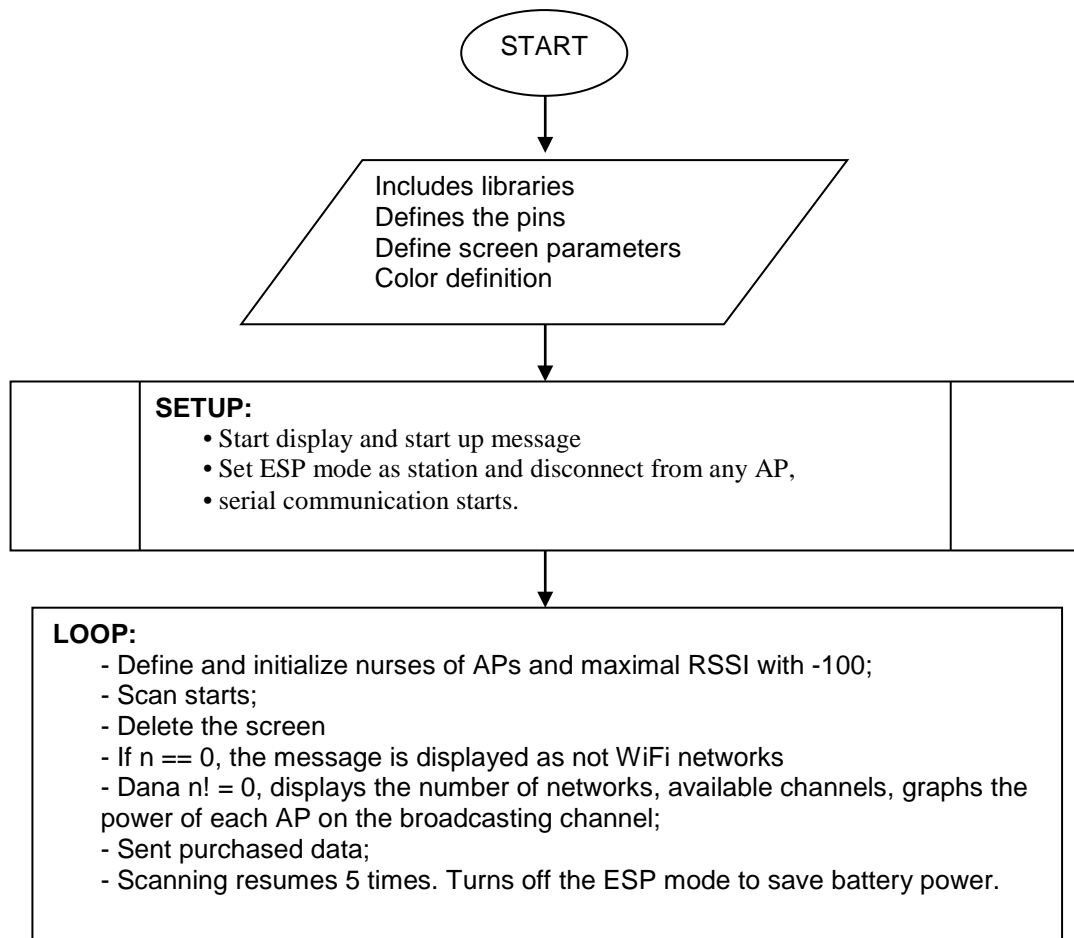 START
Includes libraries
Defines the pins
Define screen parameters
Color definition
SETUP:
• Start display and start up message
• Set ESP mode as station and disconnect from any AP,
• serial communication starts.
LOOP:
- Define and initialize nurses of APs and maximal RSSI with -100;
- Scan starts;
- Delete the screen
- If n == 0, the message is displayed as not WiFi networks
- Dana n! = 0, displays the number of networks, available channels, graphs the
power of each AP on the broadcasting channel;
- Sent purchased data;
- Scanning resumes 5 times. Turns off the ESP mode to save battery power.